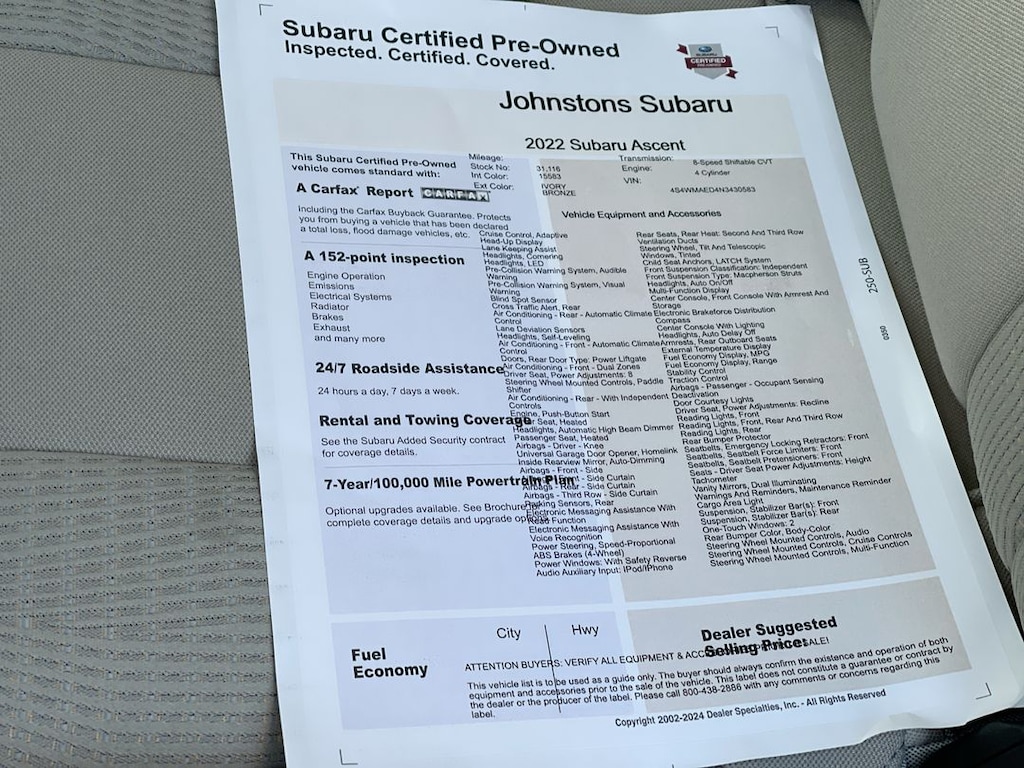 Subaru Certified Pre-Owned
Inspected. Certified. Covered.
SUBARU
CERTIFIED
PRE-OWNED
Johnstons Subaru
2022 Subaru Ascent
This Subaru Certified Pre-Owned
vehicle comes standard with:
A Carfax Report CARFAX
Including the Carfax Buyback Guarantee. Protects
you from buying a vehicle that has been declared
a total loss, flood damage vehicles, etc.
A 152-point inspection
Engine Operation
Emissions
Electrical Systems
Radiator
Brakes
Exhaust
and many more
24/7 Roadside Assistance
24 hours a day, 7 days a week.
Rental and Towing Coverage
See the Subaru Added Security contract
for coverage details.
7-Year/100,000 Mile Powertrain Plan
Optional upgrades available. See Brochure for
complete coverage details and upgrade options.
Mileage: 31,116
Stock No: 15583
Int Color: IVORY
Ext Color: BRONZE
Transmission: 8-Speed Shiftable CVT
Engine: 4 Cylinder
VIN: 4S4WMAED4N3430583
Vehicle Equipment and Accessories
Cruise Control, Adaptive
Head-Up Display
Lane Keeping Assist
Headlights, Cornering
Headlights, LED
Pre-Collision Warning System, Audible
Warning
Pre-Collision Warning System, Visual
Warning
Blind Spot Sensor
Cross Traffic Alert, Rear
Air Conditioning - Rear - Automatic Climate
Control
Lane Deviation Sensors
Headlights, Self-Leveling
Air Conditioning - Front - Automatic Climate
Control
Doors, Rear Door Type: Power Liftgate
Air Conditioning - Front - Dual Zones
Driver Seat, Power Adjustments: 8
Steering Wheel Mounted Controls, Paddle
Shifter
Air Conditioning - Rear - With Independent
Controls
Engine, Push-Button Start
Seat, Heated
Headlights, Automatic High Beam Dimmer
Passenger Seat, Heated
Airbags - Driver - Knee
Universal Garage Door Opener, Homelink
Inside Rearview Mirror, Auto-Dimming
Airbags - Front - Side
Airbags - Front - Side Curtain
Airbags - Rear - Side Curtain
Airbags - Third Row - Side Curtain
Parking Sensors, Rear
Electronic Messaging Assistance With
Read Function
Electronic Messaging Assistance With
Voice Recognition
Power Steering, Speed-Proportional
ABS Brakes (4-Wheel)
Power Windows: With Safety Reverse
Audio Auxiliary Input: IPod/IPhone
Rear Seats, Rear Heat: Second And Third Row
Ventilation Ducts
Steering Wheel, Tilt And Telescopic
Windows, Tinted
Child Seat Anchors, LATCH System
Front Suspension Classification: Independent
Front Suspension Type: Macpherson Struts
Headlights, Auto On/Off
Multi-Function Display
Center Console, Front Console With Armrest And
Storage
Electronic Brakeforce Distribution
Compass
Center Console With Lighting
Headlights, Auto Delay Off
Armrests, Rear Outboard Seats
External Temperature Display
Fuel Economy Display, MPG
Fuel Economy Display, Range
Stability Control
Traction Control
Airbags - Passenger - Occupant Sensing
Deactivation
Door Courtesy Lights
Driver Seat, Power Adjustments: Recline
Reading Lights, Front
Reading Lights, Front, Rear And Third Row
Reading Lights, Rear
Rear Bumper Protector
Seatbelts, Emergency Locking Retractors: Front
Seatbelts, Seatbelt Force Limiters: Front
Seatbelts, Seatbelt Pretensioners: Front
Seats - Driver Seat Power Adjustments: Height
Tachometer
Vanity Mirrors, Dual Illuminating
Warnings And Reminders, Maintenance Reminder
Cargo Area Light
Suspension, Stabilizer Bar(s): Front
Suspension, Stabilizer Bar(s): Rear
One-Touch Windows: 2
Rear Bumper Color, Body-Color
Steering Wheel Mounted Controls, Audio
Steering Wheel Mounted Controls, Cruise Controls
Steering Wheel Mounted Controls, Multi-Function
250-SUB
0399
Fuel
Economy
City
Hwy
Dealer Suggested
Selling Price:
ATTENTION BUYERS: VERIFY ALL EQUIPMENT & SALE!
This vehicle list is to be used as a guide only. The buyer should always confirm the existence and operation of both
equipment and accessories prior to the sale of the vehicle. This label does not constitute a guarantee or contract by
the dealer or the producer of the label. Please call 800-438-2886 with any comments or concerns regarding this
label.
Copyright 2002-2024 Dealer Specialties, Inc. - All Rights Reserved